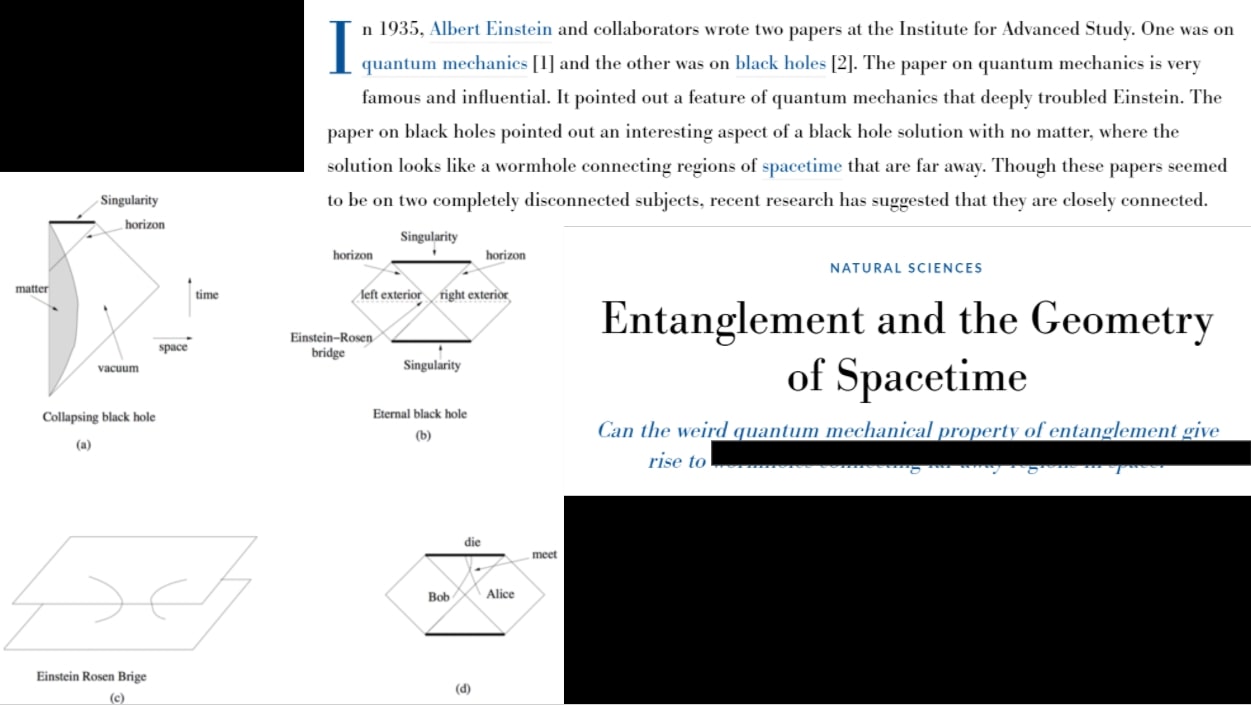 In 1935, Albert Einstein and collaborators wrote two papers at the Institute for Advanced Study. One was on
quantum mechanics [1] and the other was on black holes [2]. The paper on quantum mechanics is very
famous and influential. It pointed out a feature of quantum mechanics that deeply troubled Einstein. The
paper on black holes pointed out an interesting aspect of a black hole solution with no matter, where the
solution looks like a wormhole connecting regions of spacetime that are far away. Though these papers seemed
to be on two completely disconnected subjects, recent research has suggested that they are closely connected.
Singularity
horizon
matter
time
space
vacuum
Collapsing black hole
(a)
Singularity
horizon
horizon
left exterior
right exterior
Einstein–Rosen
bridge
Singularity
Eternal black hole
(b)
NATURAL SCIENCES
Entanglement and the Geometry
of Spacetime
Can the weird quantum mechanical property of entanglement give
rise to
Einstein Rosen Brige
(c)
die
meet
Bob
Alice
(d)